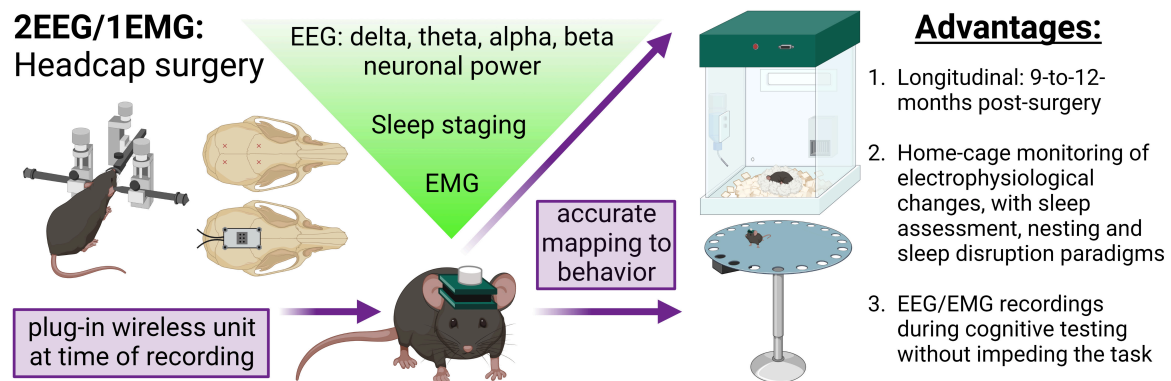 2EEG/1EMG:
Headcap surgery
EEG: delta, theta, alpha, beta
neuronal power
Sleep staging
EMG
plug-in wireless unit
at time of recording
accurate
mapping to
behavior
Advantages:
1. Longitudinal: 9-to-12-
months post-surgery
2. Home-cage monitoring of
electrophysiological
changes, with sleep
assessment, nesting and
sleep disruption paradigms
3. EEG/EMG recordings
during cognitive testing
without impeding the task